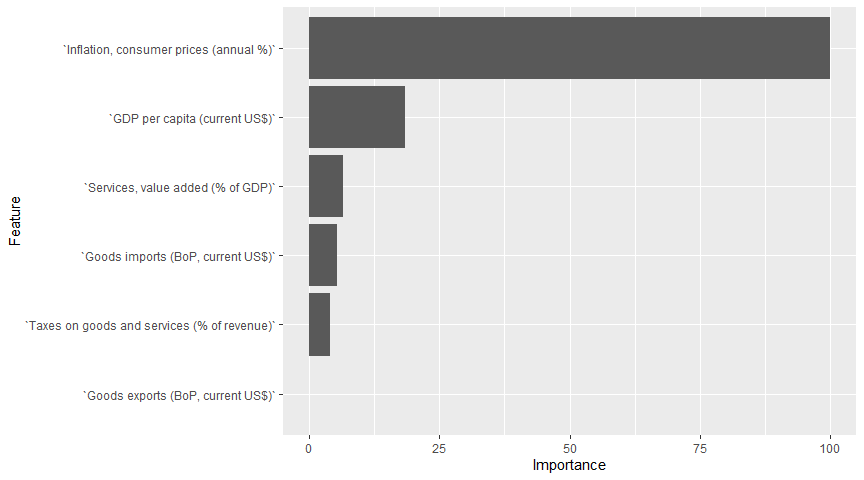 `Inflation, consumer prices (annual %)`
`GDP per capita (current US$)`
`Services, value added (% of GDP)`
`Goods imports (BoP, current US$)`
`Taxes on goods and services (% of revenue)`
`Goods exports (BoP, current US$)`
Feature
0 25 50 75 100
Importance